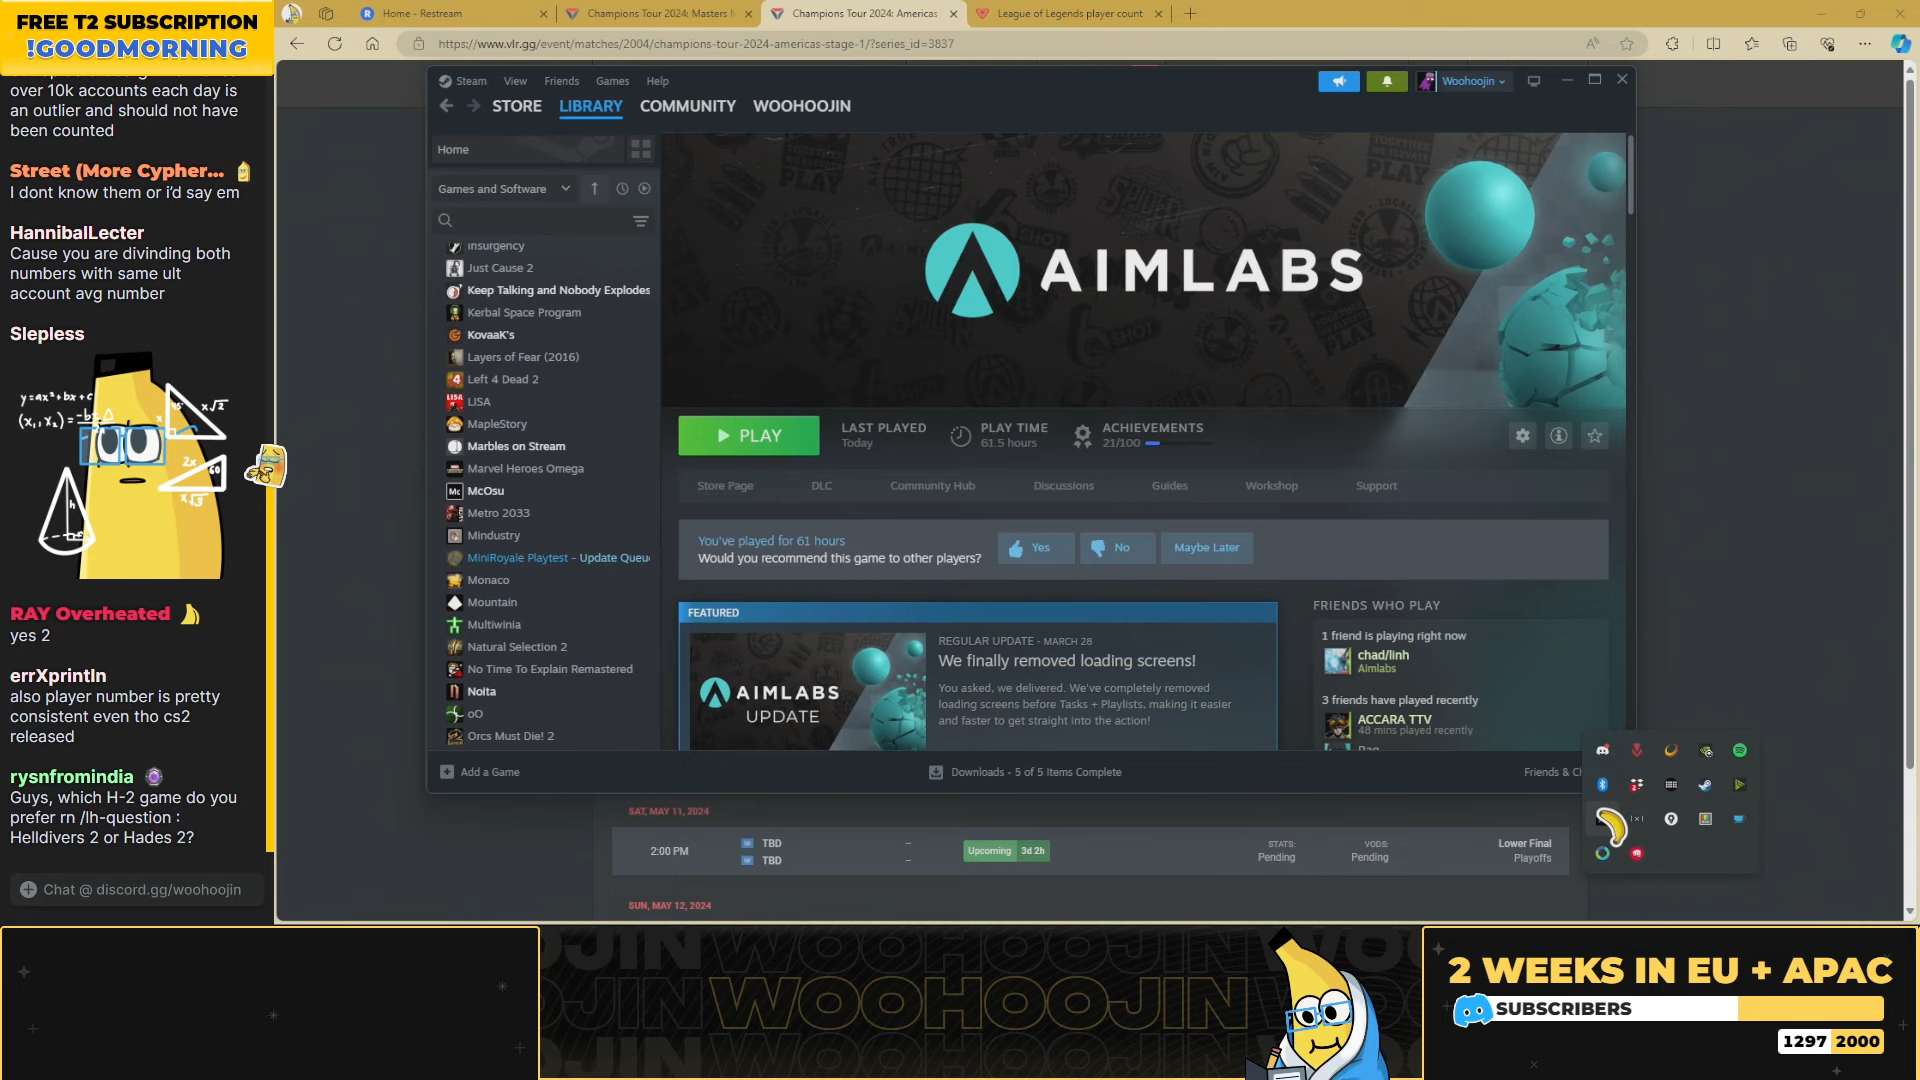 FREE T2 SUBSCRIPTION
!GOODMORNING
over 10k accounts each day is
an outlier and should not have
been counted
Street (More Cypher...
I dont know them or i'd say em
HannibalLecter
Cause you are divinding both
numbers with same ult
account avg number
Slepless
RAY Overheated
yes 2
errXprintln
also player number is pretty
consistent even tho cs2
released
rysnfromindia
Guys, which H-2 game do you
prefer rn /lh-question :
Helldivers 2 or Hades 2?
Chat @ discord.gg/woohoojin
Home - Restream
Champions Tour 2024: Masters
Champions Tour 2024: Americas
League of Legends player count
https://www.vlr.gg/event/matches/2004/champions-tour-2024-americas-stage-1/?series_id=3837
Steam View Friends Games Help
Woohoojin
STORE LIBRARY COMMUNITY WOOHOOJIN
Home
Games and Software
Insurgency
Just Cause 2
Keep Talking and Nobody Explodes
Kerbal Space Program
KovaaK's
Layers of Fear (2016)
Left 4 Dead 2
LISA
MapleStory
Marbles on Stream
Marvel Heroes Omega
McOsu
Metro 2033
Mindustry
MiniRoyale Playtest - Update Queu
Monaco
Mountain
Multiwinia
Natural Selection 2
No Time To Explain Remastered
Noita
oO
Orcs Must Die! 2
Add a Game
AIMLABS
PLAY
LAST PLAYED
Today
PLAY TIME
61.5 hours
ACHIEVEMENTS
21/100
Store Page DLC Community Hub Discussions Guides Workshop Support
You've played for 61 hours
Would you recommend this game to other players?
Yes
No
Maybe Later
FEATURED
AIMLABS
UPDATE
REGULAR UPDATE - MARCH 28
We finally removed loading screens!
You asked, we delivered. We've completely removed
loading screens before Tasks + Playlists, making it easier
and faster to get straight into the action!
FRIENDS WHO PLAY
1 friend is playing right now
chad/linh
Aimlabs
3 friends have played recently
ACCARA TTV
48 mins played recently
Downloads - 5 of 5 Items Complete
Friends & Ch
SAT, MAY 11, 2024
2:00 PM
TBD –
TBD –
Upcoming 3d 2h
STATS:
Pending
VODS:
Pending
Lower Final
Playoffs
SUN, MAY 12, 2024
WOOHOOJIN
2 WEEKS IN EU + APAC
SUBSCRIBERS
1297 2000